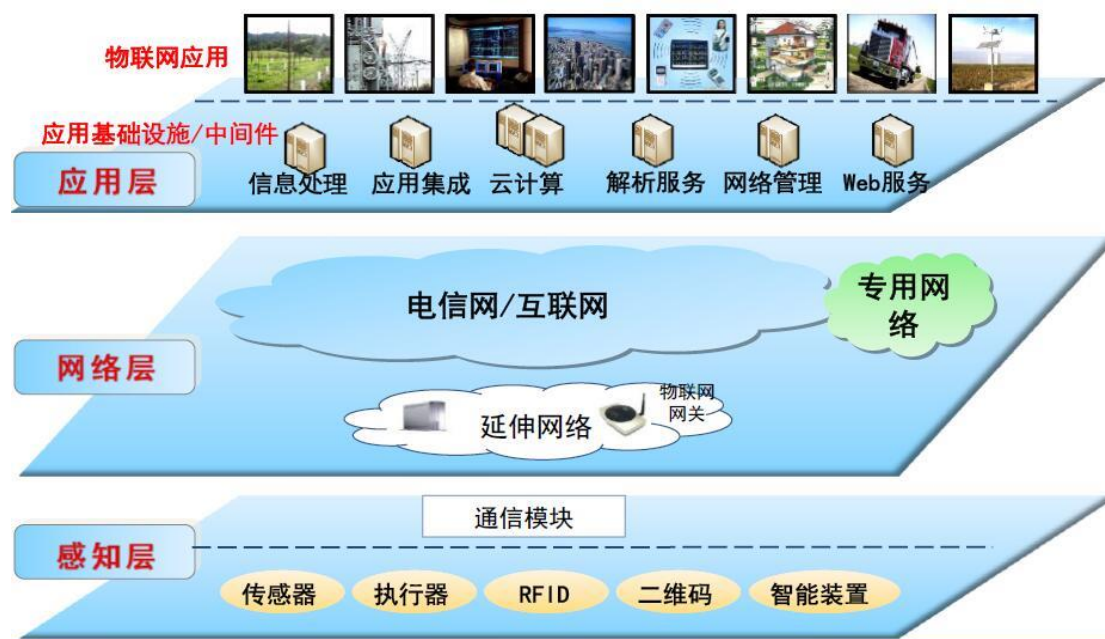 物联网应用
应用基础设施/中间件
应用层
信息处理
应用集成
云计算
解析服务
网络管理
Web服务
电信网/互联网
专用网
络
网络层
物联网
网关
延伸网络
通信模块
感知层
传感器
执行器
RFID
二维码
智能装置